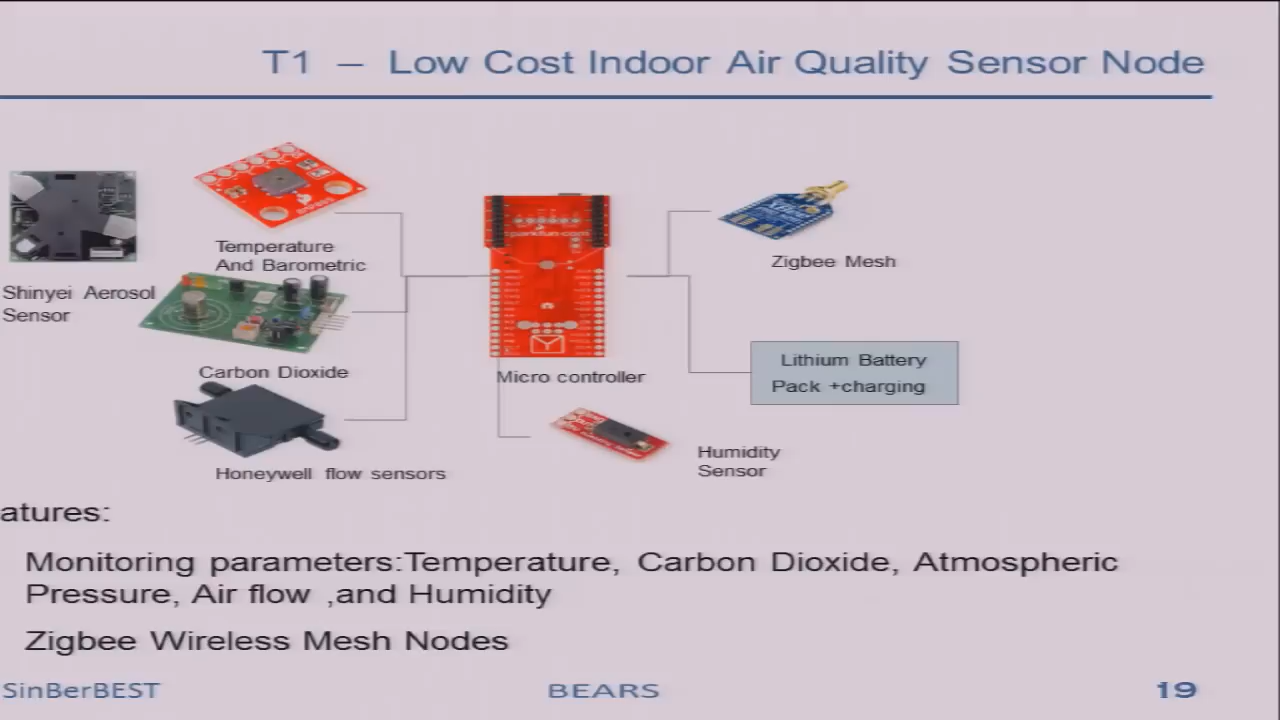 T1 – Low Cost Indoor Air Quality Sensor Node
Temperature
And Barometric
Shinyei Aerosol
Sensor
Carbon Dioxide
Honeywell flow sensors
Micro controller
Zigbee Mesh
Lithium Battery
Pack +charging
Humidity
Sensor
atures:
Monitoring parameters:Temperature, Carbon Dioxide, Atmospheric
Pressure, Air flow ,and Humidity
Zigbee Wireless Mesh Nodes
SinBerBEST
BEARS
19